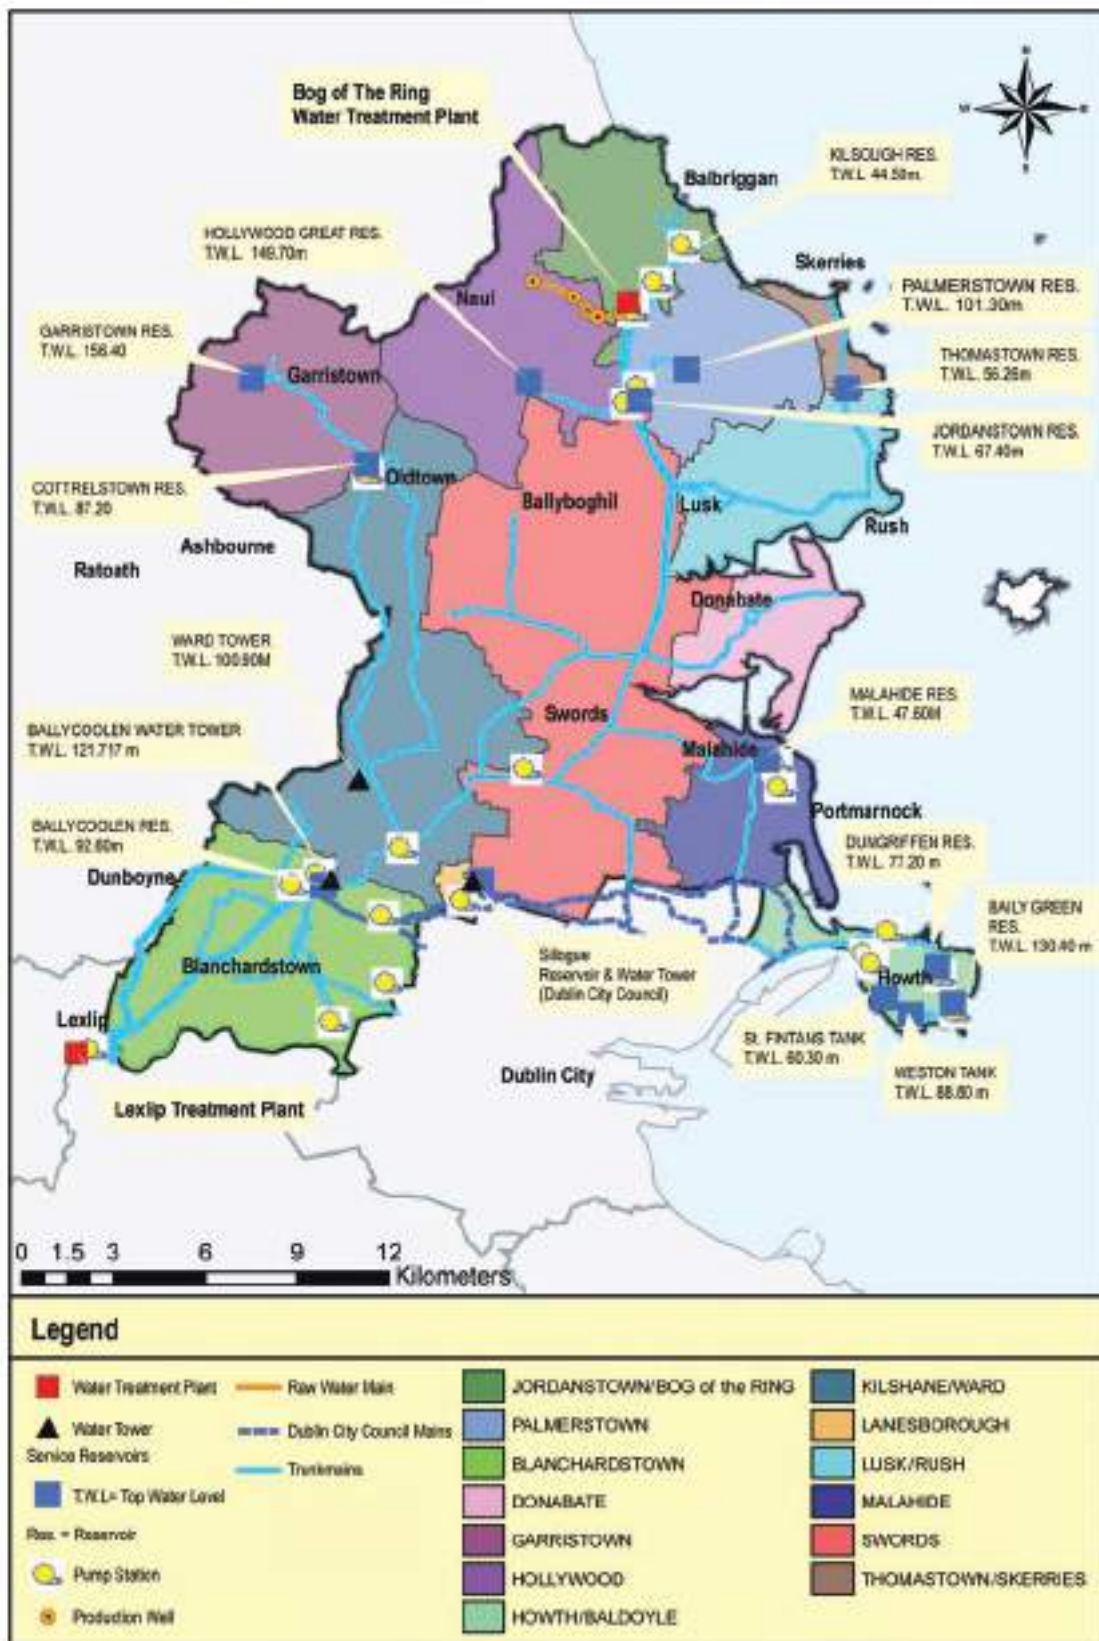 N
W
Bog of The Ring
Water Treatment Plant
KILSOUGH RES.
T.W.L 44.50m.
Balbriggan
HOLLYWOOD GREAT RES.
T.W.L. 149.70m
Skerries
Naul
PALMERSTOWN RES.
T.W.L. 101.30m
GARRISTOWN RES.
T.W.L. 156.40
THOMASTOWN RES.
T.W.L. 56.26m
Garristown
JORDANSTOWN RES.
T.W.L 67.40m
Oldtown
COTTRELSTOWN RES.
T.W.L. 87.20
Ballyboghil
Lusk
Rush
Ashbourne
Ratoath
Donabate
WARD TOWER
T.W.L. 100.90M
MALAHIDE RES.
T.W.L. 47.60M
BALLYCOOLEN WATER TOWER
T.W.L. 121.717 m
Swords
Malahide
Portmarnock
BALLYCOOLEN RES.
T.W.L. 92.60m
DUNGRIFFEN RES.
T.W.L. 77.20 m
Dunboyne
BAILY GREEN
RES.
T.W.L. 130.40 m
Blanchardstown
Sillogue
Reservoir & Water Tower
(Dublin City Council)
Howth
Lexlip
St. FINTANS TANK
T.W.L. 60.30 m
WESTON TANK
T.W.L. 88.60 m
Dublin City
Lexlip Treatment Plant
0 1.5 3 6 9 12
Kilometers
Legend
Water Treatment Plant
Water Tower
Service Reservoirs
T.W.L= Top Water Level
Res. = Reservoir
Pump Station
Production Well
Raw Water Main
Dublin City Council Mains
Trunkmains
JORDANSTOWN/BOG of the RING
PALMERSTOWN
BLANCHARDSTOWN
DONABATE
GARRISTOWN
HOLLYWOOD
HOWTH/BALDOYLE
KILSHANE/WARD
LANESBOROUGH
LUSK/RUSH
MALAHIDE
SWORDS
THOMASTOWN/SKERRIES